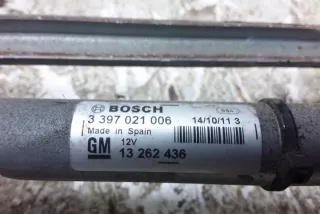 BOSCH
3 397 021 006 14/10/11 3
Made in Spain
GM 12V
13 262 436